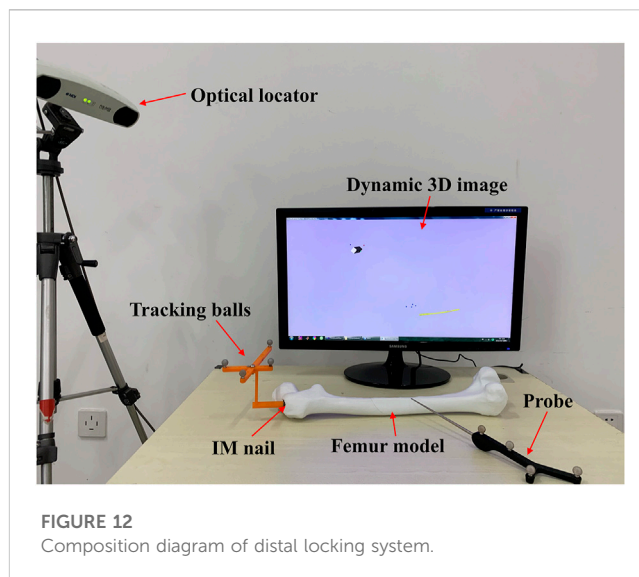 Optical locator
Dynamic 3D image
Tracking balls
SAMSUNG
Probe
IM nail
Femur model
FIGURE 12
Composition diagram of distal locking system.